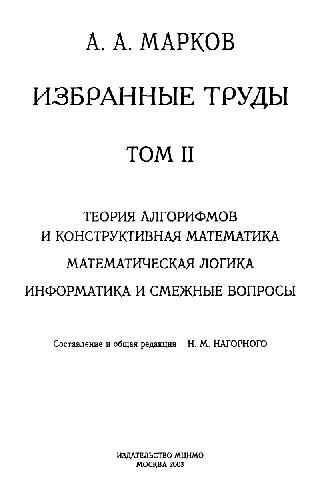 А. А. МАРКОВ
ИЗБРАННЫЕ ТРУДЫ
ТОМ II
ТЕОРИЯ АЛГОРИФМОВ
И КОНСТРУКТИВНАЯ МАТЕМАТИКА
МАТЕМАТИЧЕСКАЯ ЛОГИКА
ИНФОРМАТИКА И СМЕЖНЫЕ ВОПРОСЫ
Составление и общая редакция Н. М. НАГОРНОГО
ИЗДАТЕЛЬСТВО МЦНМО
МОСКВА 2003